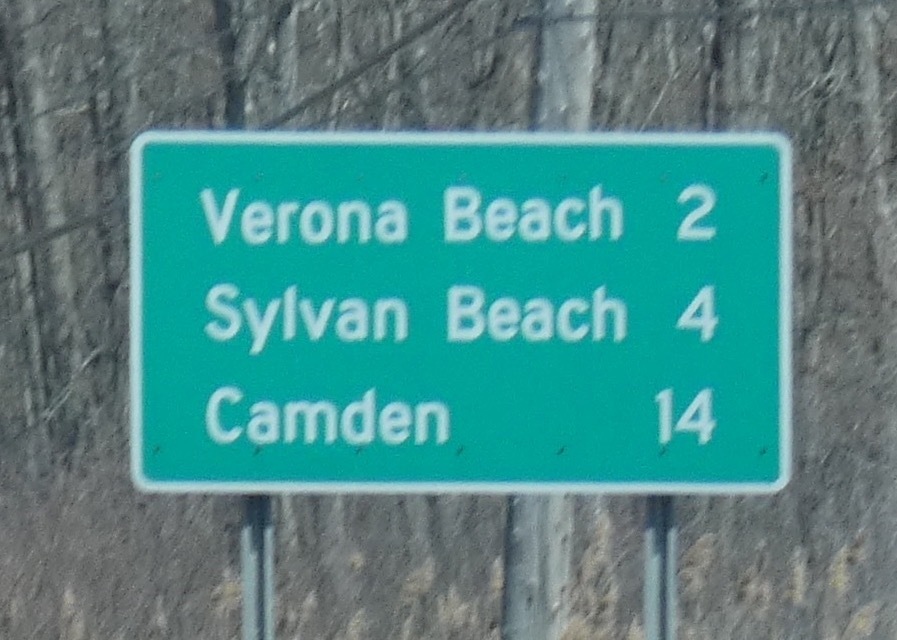 Verona Beach 2
Sylvan Beach 4
Camden 14